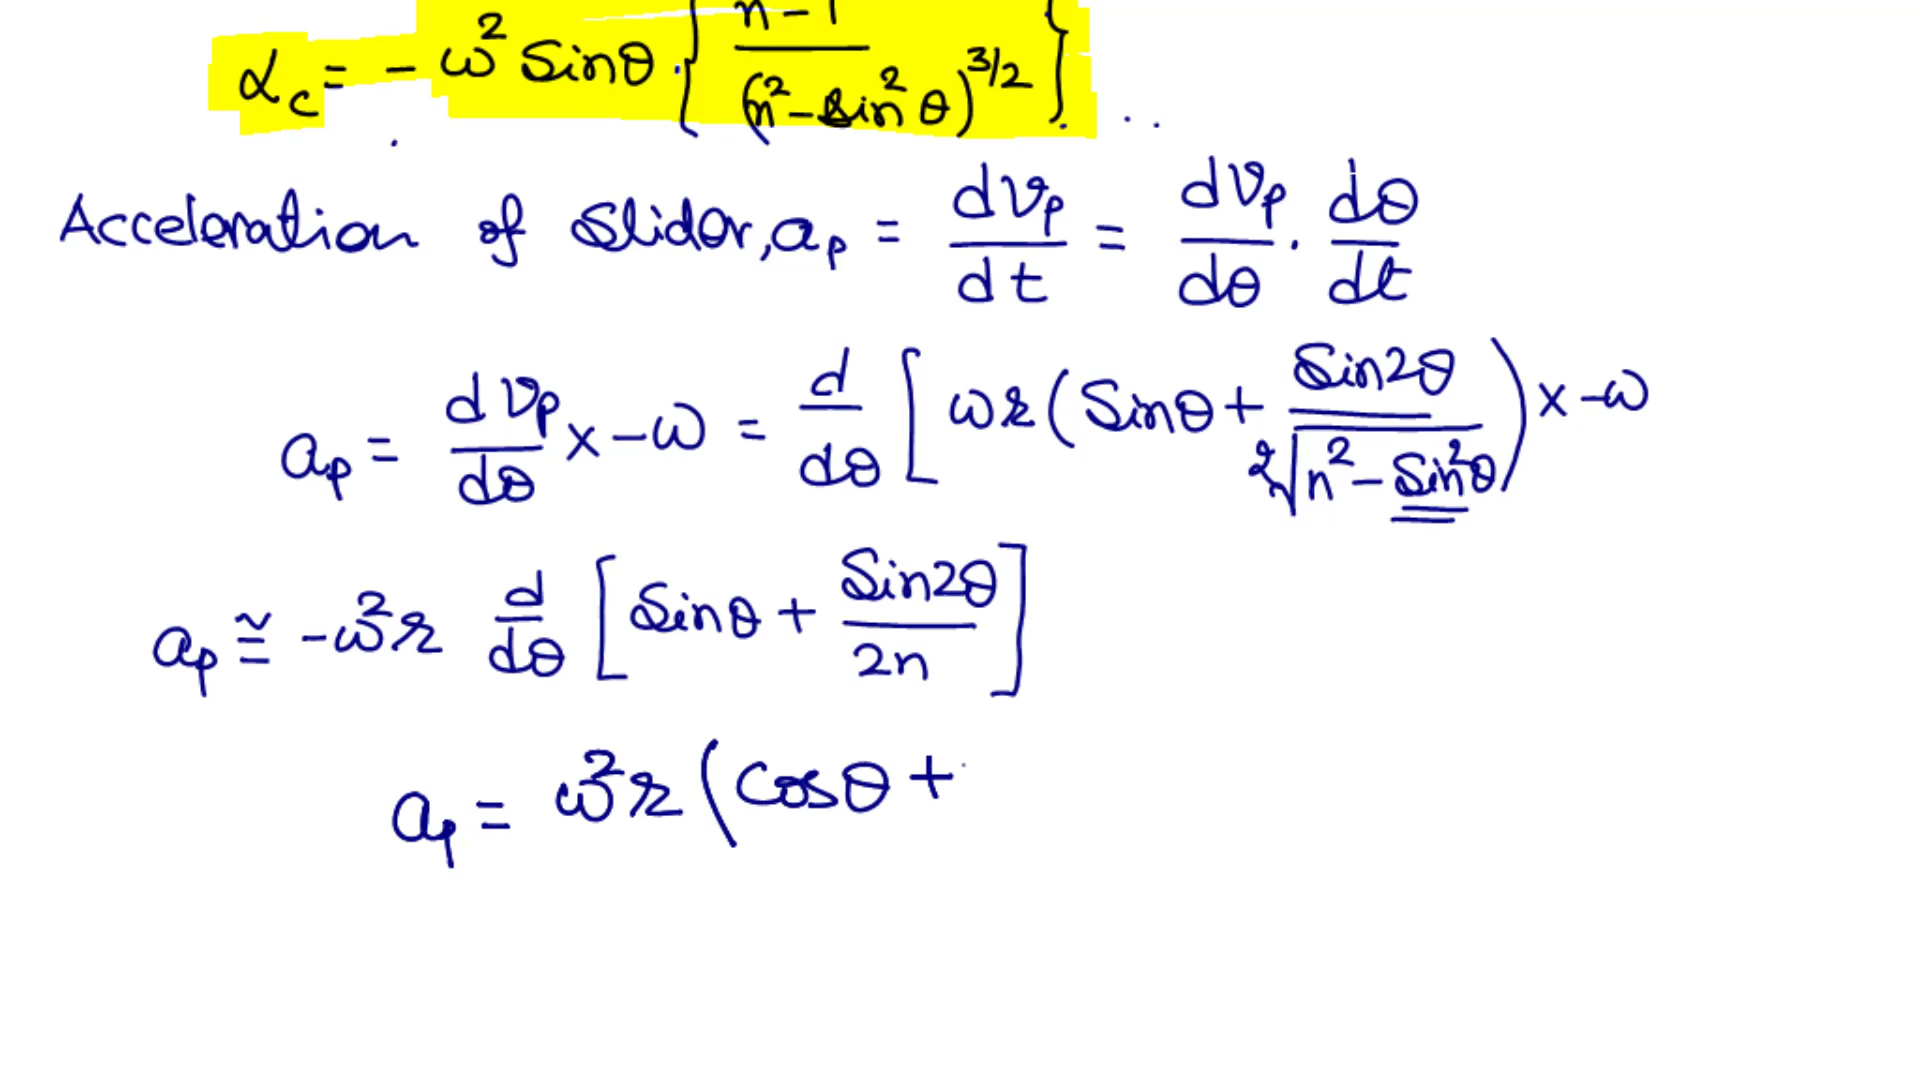 α_c = - ω² Sinθ . { n - 1 / (n² - Sin²θ)^3/2 }
Acceleration of Slider, a_p = dv_p/dt = dv_p/dθ . dθ/dt
a_p = dv_p/dθ x -ω = d/dθ [ ωr ( Sinθ + Sin2θ / 2√n² - Sin²θ ) x -ω
a_p ≅ -ω²r d/dθ [ Sinθ + Sin2θ / 2n ]
a_p = ω²r ( Cosθ +